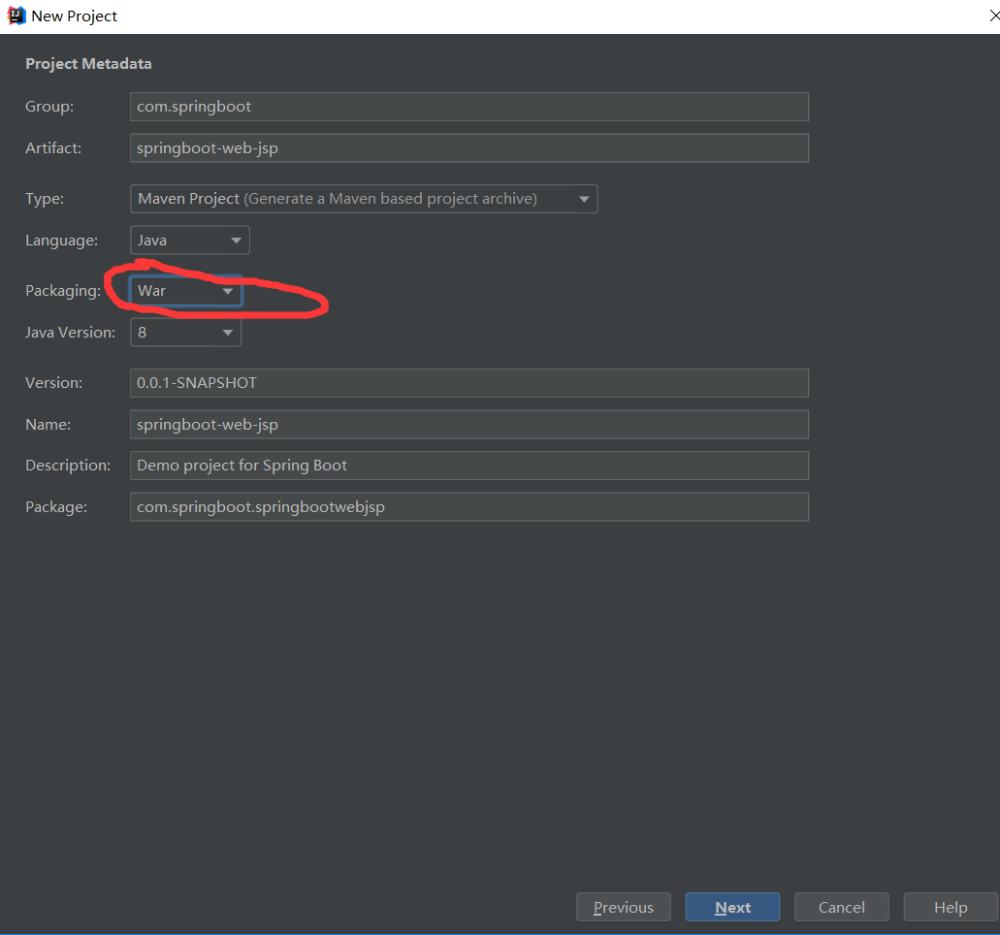 New Project
Project Metadata
Group: com.springboot
Artifact: springboot-web-jsp
Type: Maven Project (Generate a Maven based project archive)
Language: Java
Packaging: War
Java Version: 8
Version: 0.0.1-SNAPSHOT
Name: springboot-web-jsp
Description: Demo project for Spring Boot
Package: com.springboot.springbootwebjsp
Previous Next Cancel Help